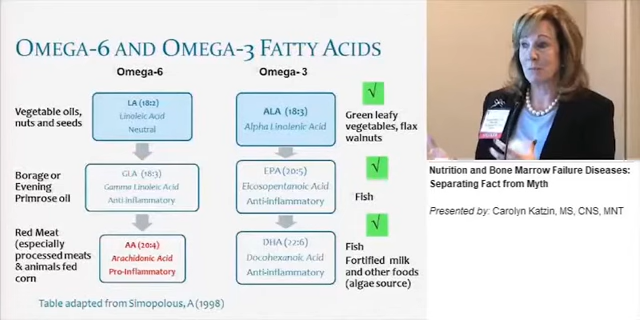 OMEGA-6 AND OMEGA-3 FATTY ACIDS
Omega-6
Omega- 3
Vegetable oils,
nuts and seeds
LA (18:2)
Linoleic Acid
Neutral
ALA (18:3)
Alpha Linolenic Acid
√
Green leafy
vegetables, flax
walnuts
Borage or
Evening
Primrose oil
GLA (18:3)
Gamma Linoleic Acid
Anti Inflammatory
EPA (20:5)
Eicosopentanoic Acid
Anti-inflammatory
√
Fish
Red Meat
(especially
processed meats
& animals fed
corn
AA (20:4)
Arachidonic Acid
Pro-Inflammatory
DHA (22:6)
Docohexanoic Acid
Anti-inflammatory
√
Fish
Fortified milk
and other foods
(algae source)
Table adapted from Simopolous, A (1998)
Nutrition and Bone Marrow Failure Diseases:
Separating Fact from Myth
Presented by: Carolyn Katzin, MS, CNS, MNT